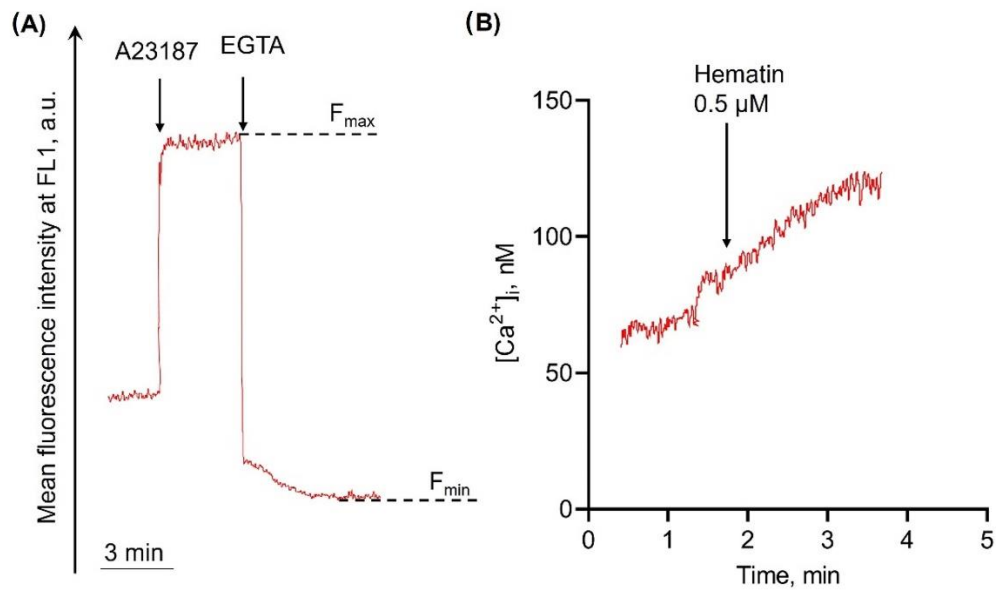 (A)
Mean fluorescence intensity at FL1, a.u.
A23187
EGTA
Fmax
Fmin
3 min
(B)
[Ca²⁺]i, nM
Hematin
0.5 µM
150
100
50
0
0 1 2 3 4 5
Time, min